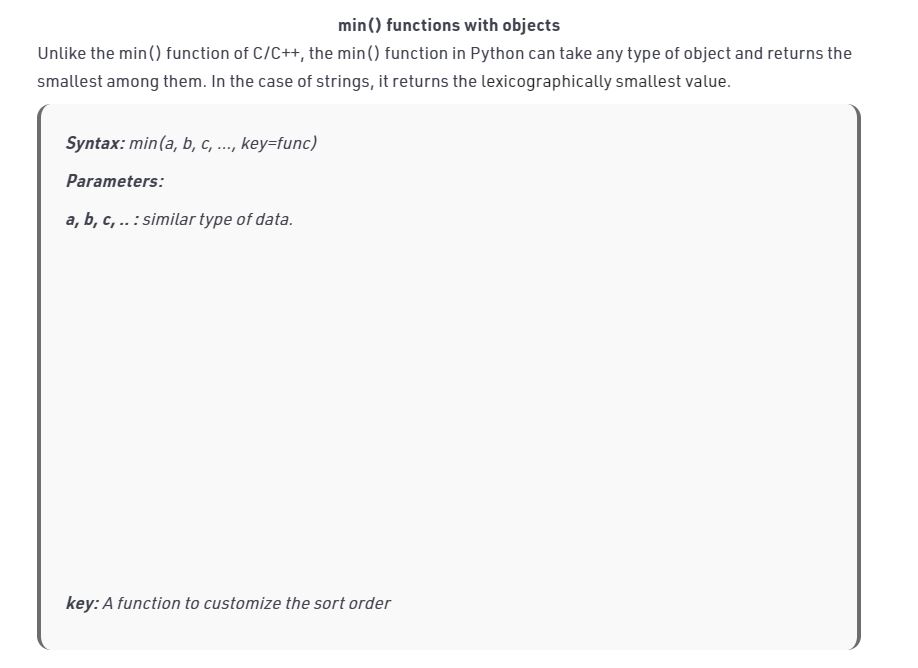 min() functions with objects
Unlike the min() function of C/C++, the min() function in Python can take any type of object and returns the
smallest among them. In the case of strings, it returns the lexicographically smallest value.
Syntax: min(a, b, c, ..., key=func)
Parameters:
a, b, c, .. : similar type of data.
key: A function to customize the sort order